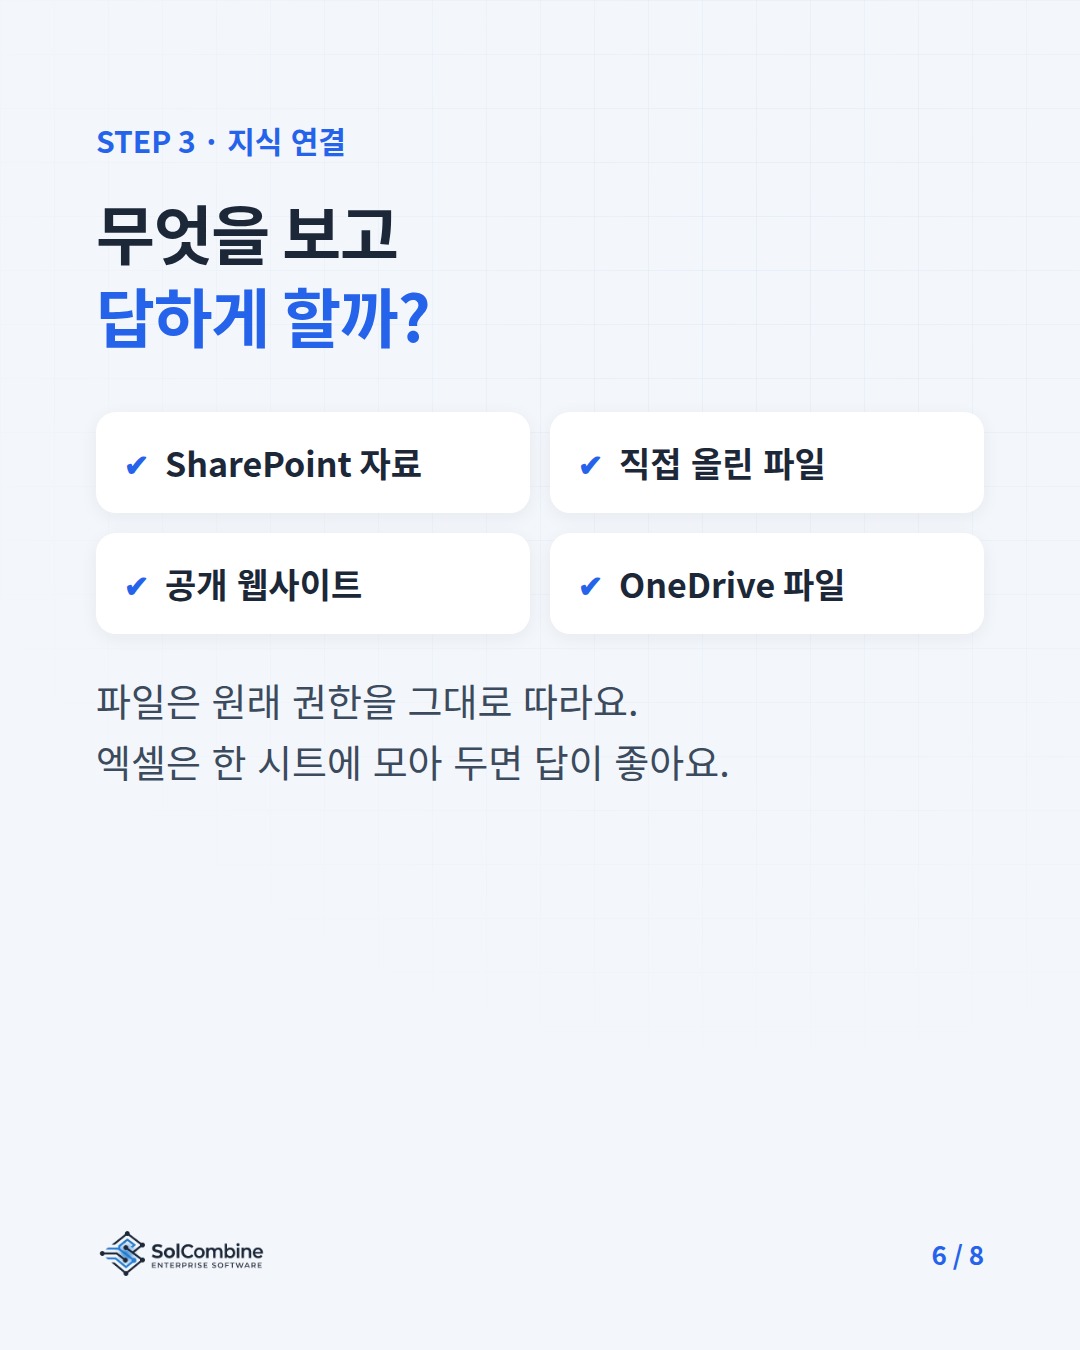 STEP 3 · 지식 연결
무엇을 보고
답하게 할까?
✔ SharePoint 자료
✔ 직접 올린 파일
✔ 공개 웹사이트
✔ OneDrive 파일
파일은 원래 권한을 그대로 따라요.
엑셀은 한 시트에 모아 두면 답이 좋아요.
SolCombine
ENTERPRISE SOFTWARE
6 / 8